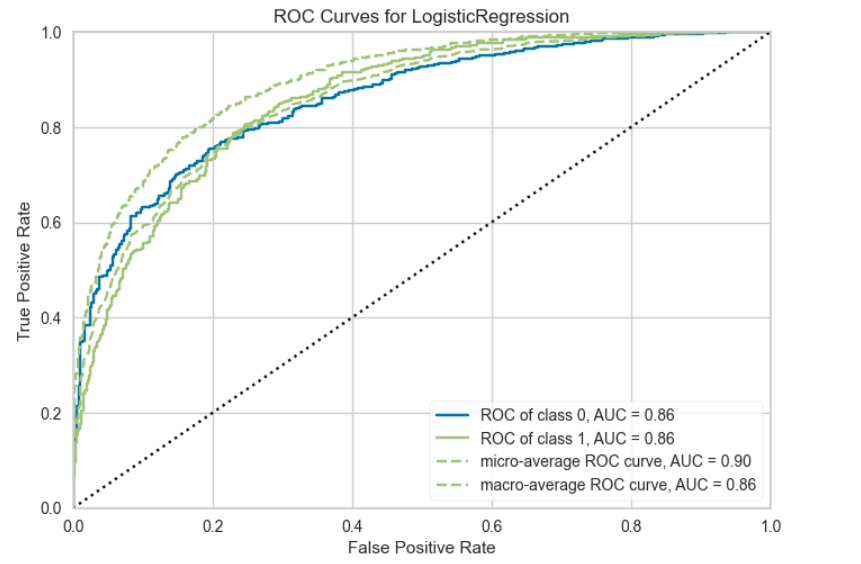 ROC Curves for LogisticRegression
1.0
0.8
0.6
0.4
0.2
0.0
True Positive Rate
ROC of class 0, AUC = 0.86
ROC of class 1, AUC = 0.86
micro-average ROC curve, AUC = 0.90
macro-average ROC curve, AUC = 0.86
0.0 0.2 0.4 0.6 0.8 1.0
False Positive Rate